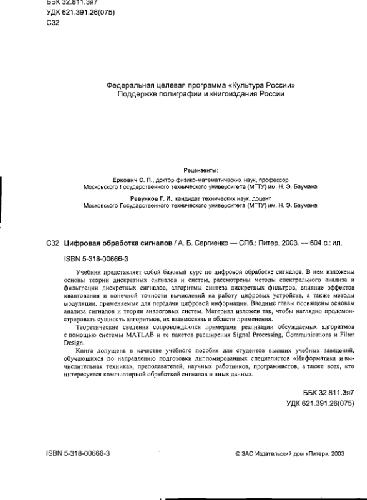 ББК 32.811.3я7
УДК 621.391.26(075)
С32
Федеральная целевая программа «Культура России»
Поддержка полиграфии и книгоиздания России
Рецензенты:
Еркович С. П., доктор физико-математических наук, профессор
Московского Государственного технического университета (МГТУ) им. Н. Э. Баумана
Ревунков Г. И., кандидат технических наук, доцент
Московского Государственного технического университета (МГТУ) им. Н. Э. Баумана
С32 Цифровая обработка сигналов / А. Б. Сергиенко — СПб.: Питер, 2003. — 604 с.: ил.
ISBN 5-318-00666-3
Учебник представляет собой базовый курс по цифровой обработке сигналов. В нем изложены
основы теории дискретных сигналов и систем, рассмотрены методы спектрального анализа и
фильтрации дискретных сигналов, алгоритмы синтеза дискретных фильтров, влияние эффектов
квантования и конечной точности вычислений на работу цифровых устройств, а также методы
модуляции, применяемые для передачи цифровой информации. Вводные главы посвящены основам
анализа сигналов и теории аналоговых систем. Материал изложен так, чтобы наглядно продемон-
стрировать сущность алгоритмов, их взаимосвязь и области применения.
Теоретические сведения сопровождаются примерами реализации обсуждаемых алгоритмов
с помощью системы MATLAB и ее пакетов расширения Signal Processing, Communications и Filter
Design.
Книга допущена в качестве учебного пособия для студентов высших учебных заведений,
обучающихся по направлению подготовки дипломированных специалистов «Информатика и вы-
числительная техника», преподавателей, научных работников, программистов, а также всех, кто
интересуется компьютерной обработкой сигналов и иных данных.
ББК 32.811.3я7
УДК 621.391.26(075)
ISBN 5-318-00666-3 © ЗАО Издательский дом «Питер», 2003